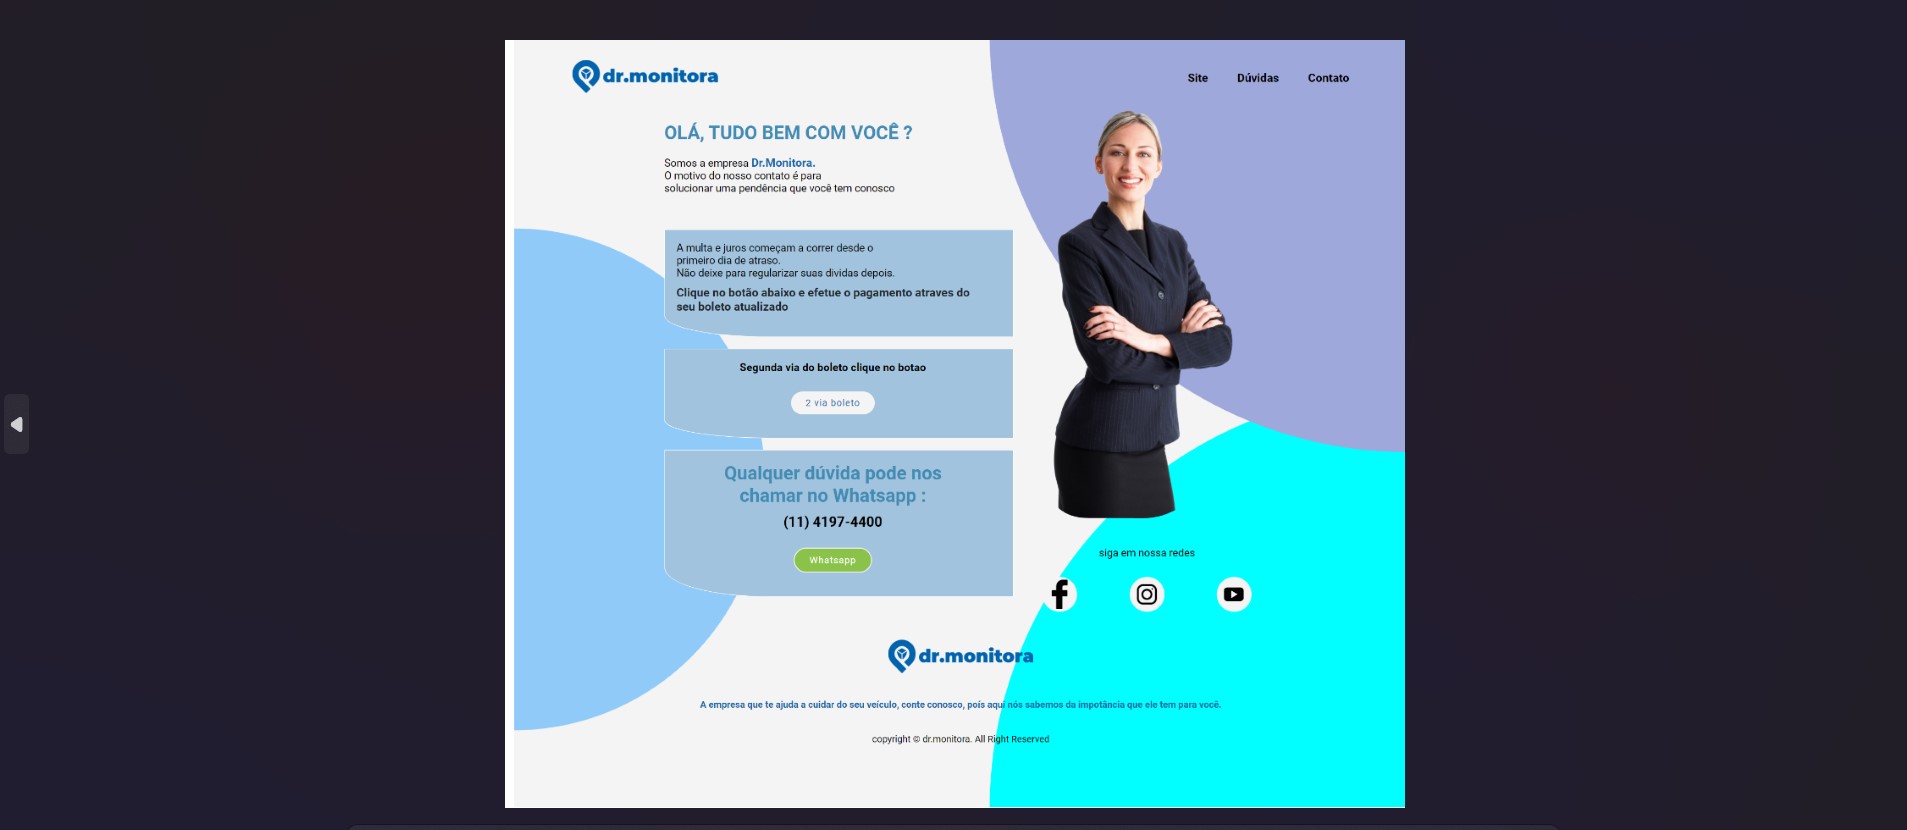 dr.monitora
Site Dúvidas Contato
OLÁ, TUDO BEM COM VOCÊ ?
Somos a empresa Dr.Monitora.
O motivo do nosso contato é para
solucionar uma pendência que você tem conosco
A multa e juros começam a correr desde o
primeiro dia de atraso.
Não deixe para regularizar suas dividas depois.
Clique no botão abaixo e efetue o pagamento atraves do
seu boleto atualizado
Segunda via do boleto clique no botao
2 via boleto
Qualquer dúvida pode nos
chamar no Whatsapp :
(11) 4197-4400
Whatsapp
siga em nossa redes
dr.monitora
A empresa que te ajuda a cuidar do seu veículo, conte conosco, poís aqui nós sabemos da impotância que ele tem para você.
copyright © dr.monitora. All Right Reserved